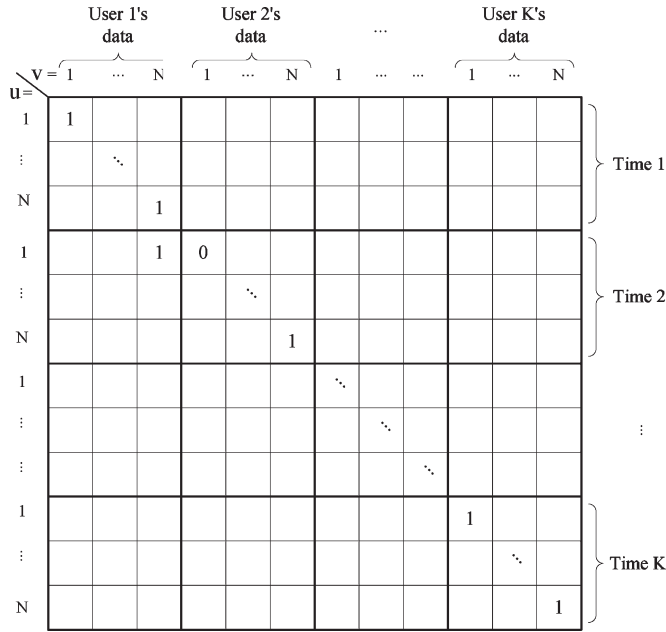 User 1's data User 2's data ... User K's data
v = 1 ... N 1 ... N 1 ... ... 1 ... N
u =
1 1
⋮ ⋱ Time 1
N 1
1 1 0
⋮ ⋱ Time 2
N 1
1 ⋱
⋮ ⋱ ⋮
⋮ ⋱
1 1
⋮ ⋱ Time K
N 1